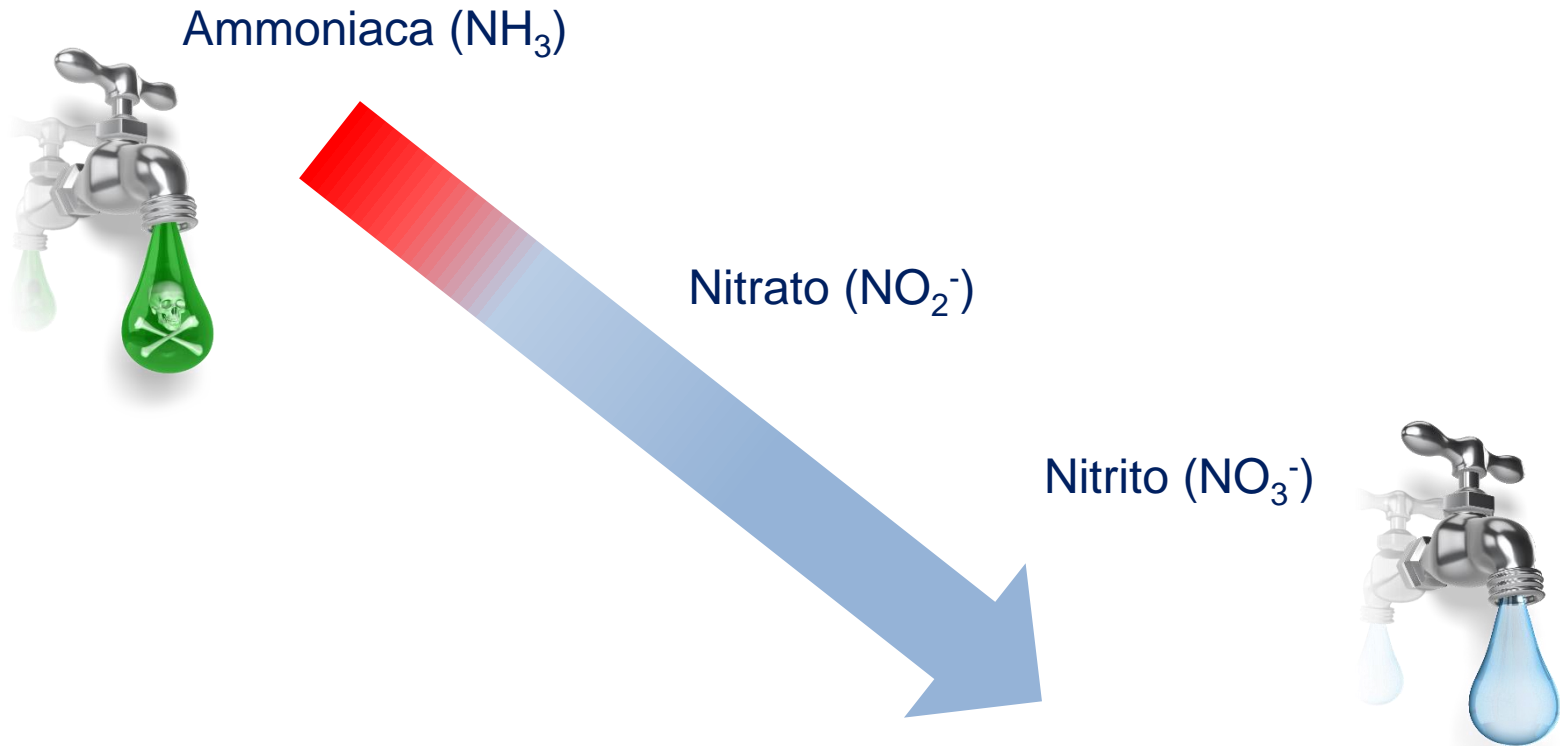 Ammoniaca (NH₃)
Nitrato (NO₂⁻)
Nitrito (NO₃⁻)